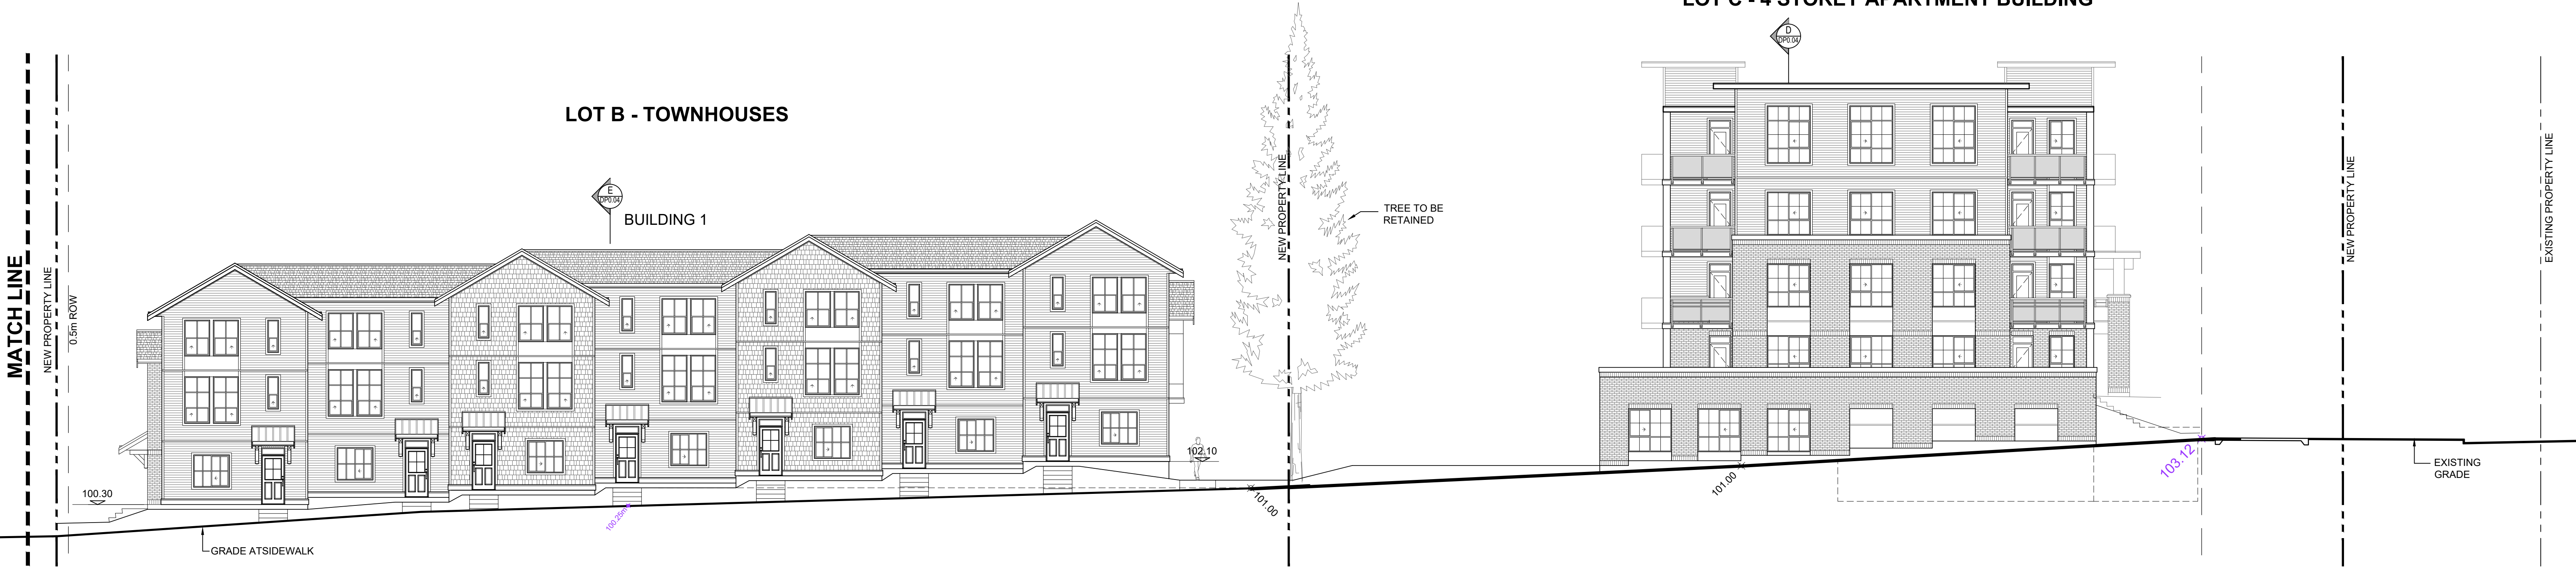 LOT C - 4 STOREY APARTMENT BUILDING
D
DP0.04
LOT B - TOWNHOUSES
E
DP0.04
BUILDING 1
TREE TO BE
RETAINED
MATCH LINE
NEW PROPERTY LINE
0.5m ROW
NEW PROPERTY LINE
NEW PROPERTY LINE
EXISTING PROPERTY LINE
100.30
102.10
101.00
100.25m
101.00
103.12
EXISTING
GRADE
GRADE ATSIDEWALK